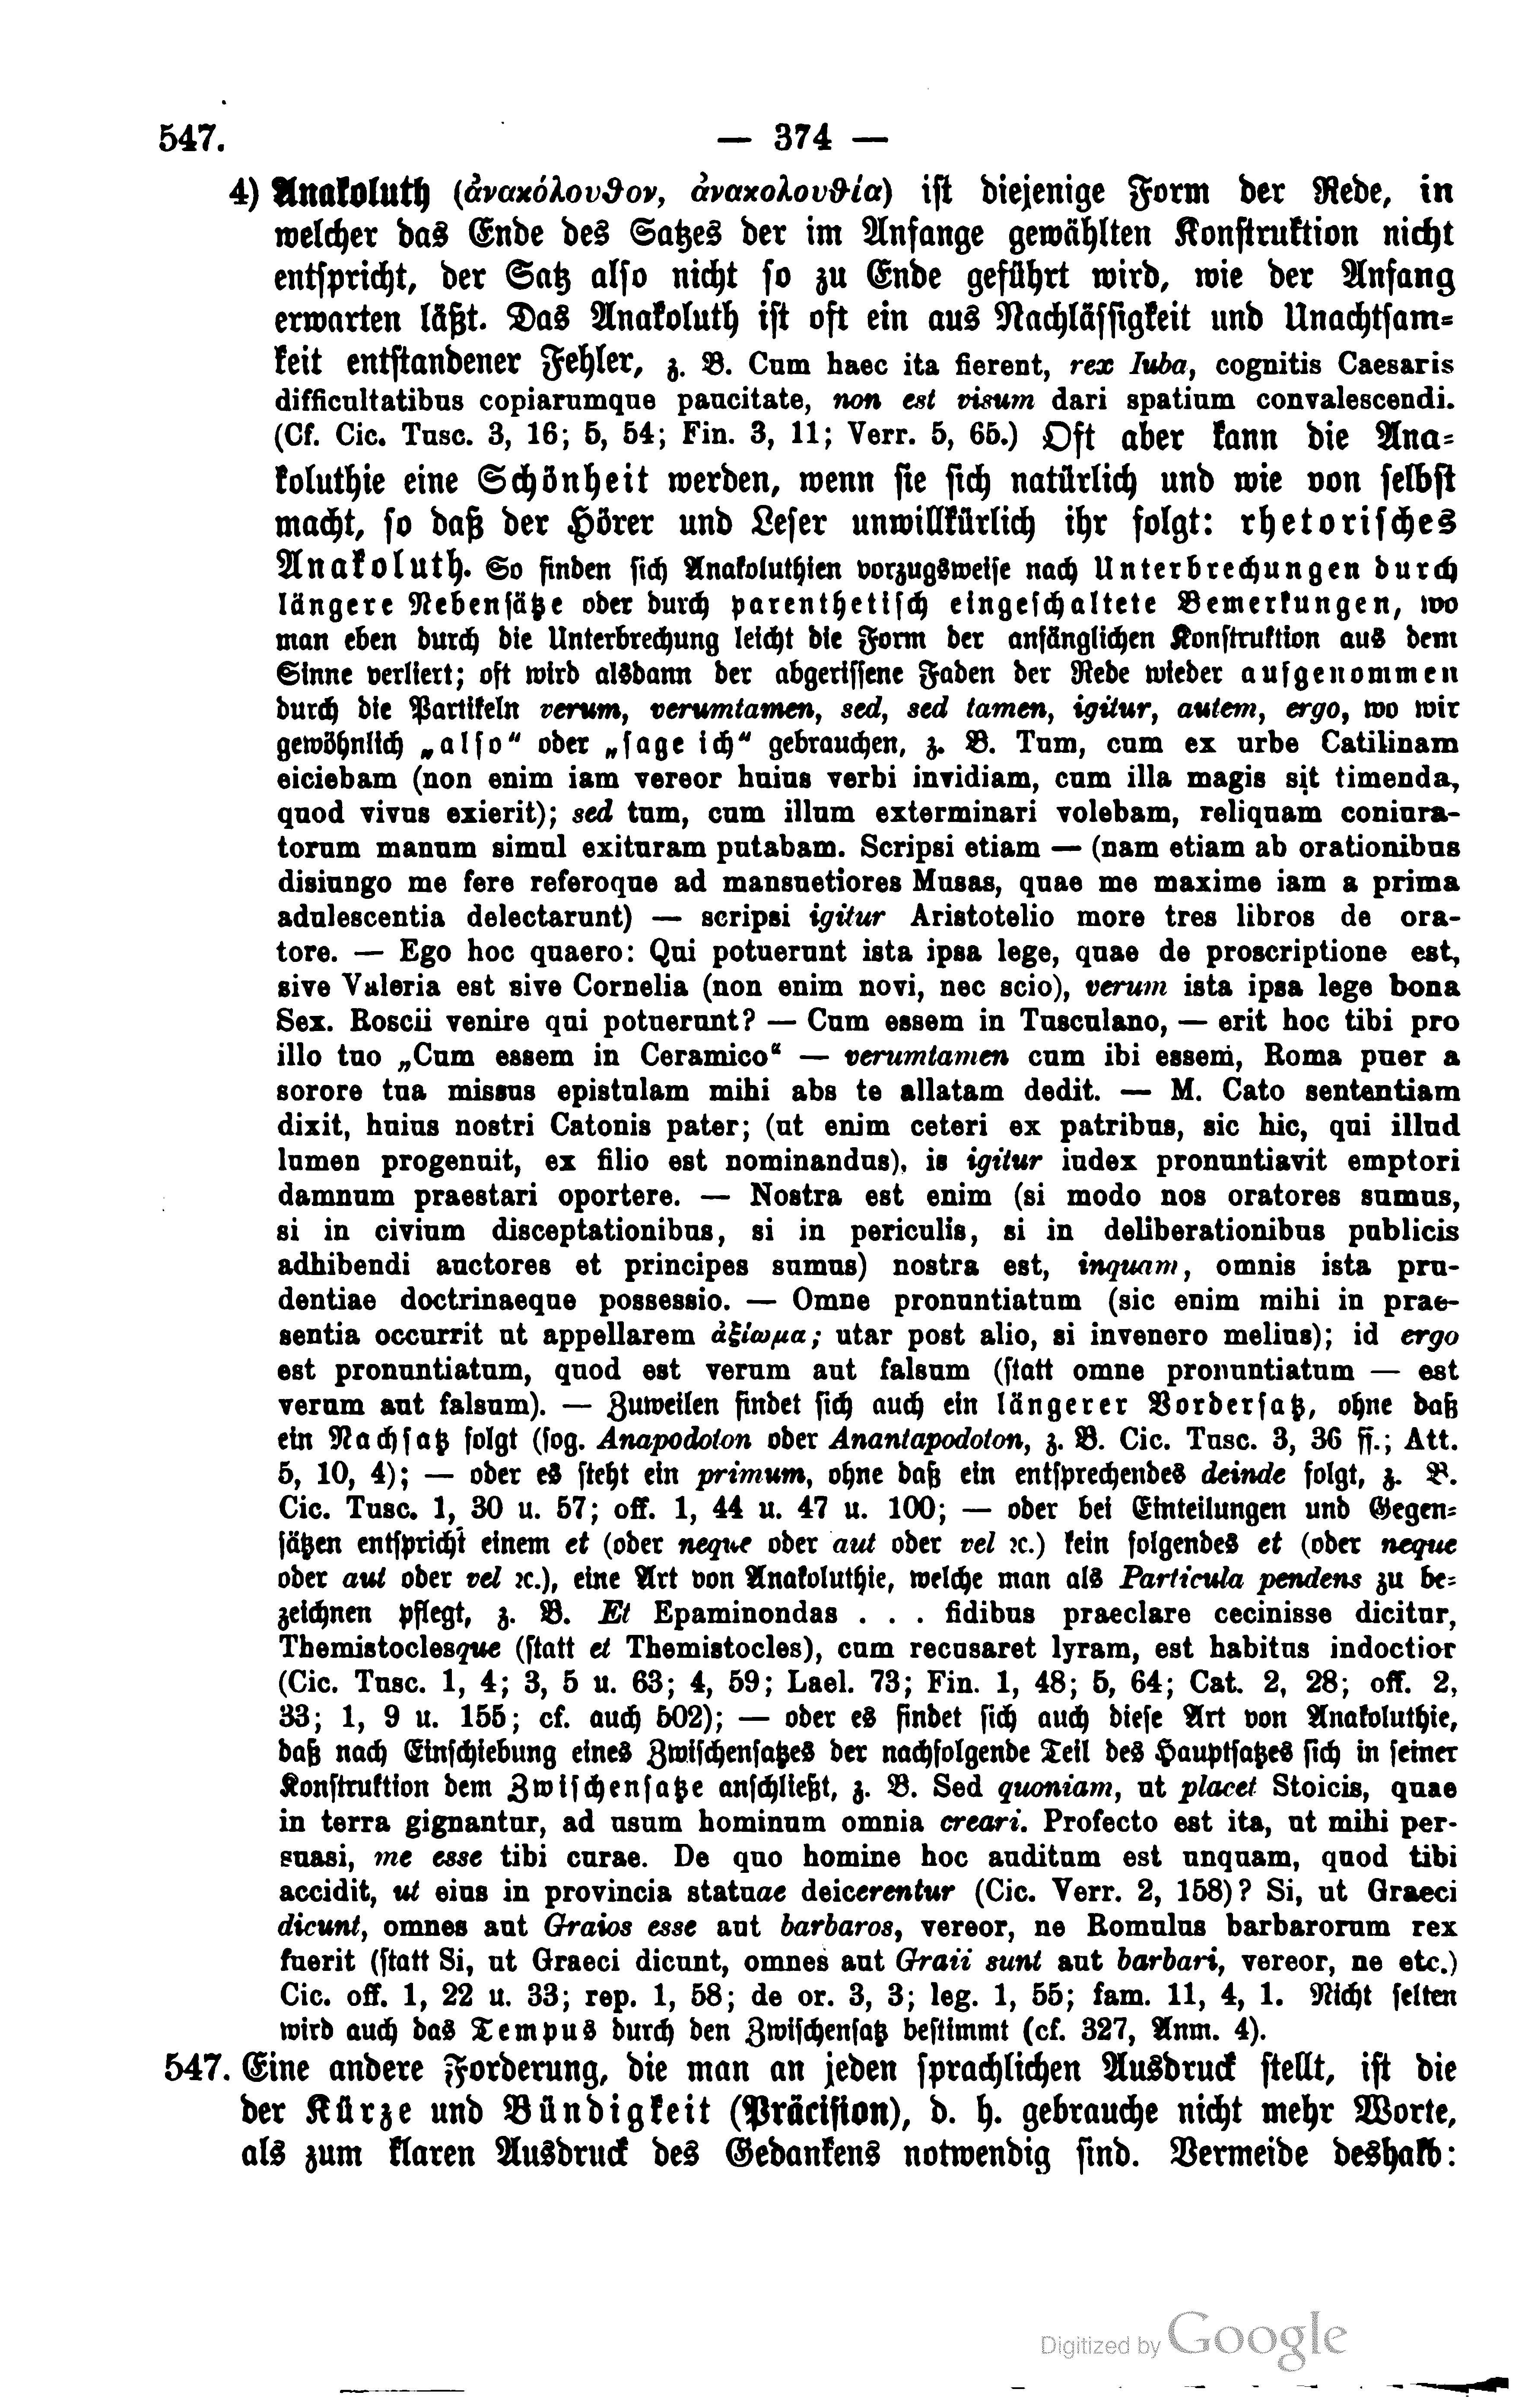 547. — 374 —
4) Anakoluth (ἀνακόλουθον, ἀνακολουθία) ist diejenige Form der Rede, in
welcher das Ende des Satzes der im Anfange gewählten Konstruktion nicht
entspricht, der Satz also nicht so zu Ende geführt wird, wie der Anfang
erwarten läßt. Das Anakoluth ist oft ein aus Nachlässigkeit und Unachtsam-
keit entstandener Fehler, z. B. Cum haec ita fierent, rex Iuba, cognitis Caesaris
difficultatibus copiarumque paucitate, non est visum dari spatium convalescendi.
(Cf. Cic. Tusc. 3, 16; 5, 54; Fin. 3, 11; Verr. 5, 65.) Oft aber kann die Ana-
koluthie eine Schönheit werden, wenn sie sich natürlich und wie von selbst
macht, so daß der Hörer und Leser unwillkürlich ihr folgt: rhetorisches
Anakoluth. So finden sich Anakoluthien vorzugsweise nach Unterbrechungen durch
längere Nebensätze oder durch parenthetisch eingeschaltete Bemerkungen, wo
man eben durch die Unterbrechung leicht die Form der anfänglichen Konstruktion aus dem
Sinne verliert; oft wird alsdann der abgerissene Faden der Rede wieder aufgenommen
durch die Partikeln verum, verumtamen, sed, sed tamen, igitur, autem, ergo, wo wir
gewöhnlich „also“ oder „sage ich“ gebrauchen, z. B. Tum, cum ex urbe Catilinam
eiciebam (non enim iam vereor huius verbi invidiam, cum illa magis sit timenda,
quod vivus exierit); sed tum, cum illum exterminari volebam, reliquam coniura-
torum manum simul exituram putabam. Scripsi etiam — (nam etiam ab orationibus
disiungo me fere referoque ad mansuetiores Musas, quae me maxime iam a prima
adulescentia delectarunt) — scripsi igitur Aristotelio more tres libros de ora-
tore. — Ego hoc quaero: Qui potuerunt ista ipsa lege, quae de proscriptione est,
sive Valeria est sive Cornelia (non enim novi, nec scio), verum ista ipsa lege bona
Sex. Roscii venire qui potuerunt? — Cum essem in Tusculano, — erit hoc tibi pro
illo tuo „Cum essem in Ceramico“ — verumtamen cum ibi essem, Roma puer a
sorore tua missus epistulam mihi abs te allatam dedit. — M. Cato sententiam
dixit, huius nostri Catonis pater; (ut enim ceteri ex patribus, sic hic, qui illud
lumen progenuit, ex filio est nominandus), is igitur iudex pronuntiavit emptori
damnum praestari oportere. — Nostra est enim (si modo nos oratores sumus,
si in civium disceptationibus, si in periculis, si in deliberationibus publicis
adhibendi auctores et principes sumus) nostra est, inquam, omnis ista pru-
dentiae doctrinaeque possessio. — Omne pronuntiatum (sic enim mihi in prae-
sentia occurrit ut appellarem ἀξίωμα; utar post alio, si invenero melius); id ergo
est pronuntiatum, quod est verum aut falsum (statt omne pronuntiatum — est
verum aut falsum). — Zuweilen findet sich auch ein längerer Vordersatz, ohne daß
ein Nachsatz folgt (sog. Anapodoton oder Anantapodoton, z. B. Cic. Tusc. 3, 36 ff.; Att.
5, 10, 4); — oder es steht ein primum, ohne daß ein entsprechendes deinde folgt, z. B.
Cic. Tusc. 1, 30 u. 57; off. 1, 44 u. 47 u. 100; — oder bei Einteilungen und Gegen-
sätzen entspricht einem et (oder neque oder aut oder vel ꝛc.) kein folgendes et (oder neque
oder aut oder vel ꝛc.), eine Art von Anakoluthie, welche man als Particula pendens zu be-
zeichnen pflegt, z. B. Et Epaminondas . . . fidibus praeclare cecinisse dicitur,
Themistoclesque (statt et Themistocles), cum recusaret lyram, est habitus indoctior
(Cic. Tusc. 1, 4; 3, 5 u. 63; 4, 59; Lael. 73; Fin. 1, 48; 5, 64; Cat. 2, 28; off. 2,
33; 1, 9 u. 155; cf. auch 502); — oder es findet sich auch diese Art von Anakoluthie,
daß nach Einschiebung eines Zwischensatzes der nachfolgende Teil des Hauptsatzes sich in seiner
Konstruktion dem Zwischensatze anschließt, z. B. Sed quoniam, ut placet Stoicis, quae
in terra gignantur, ad usum hominum omnia creari. Profecto est ita, ut mihi per-
suasi, me esse tibi curae. De quo homine hoc auditum est unquam, quod tibi
accidit, ut eius in provincia statuae deicerentur (Cic. Verr. 2, 158)? Si, ut Graeci
dicunt, omnes aut Graios esse aut barbaros, vereor, ne Romulus barbarorum rex
fuerit (statt Si, ut Graeci dicunt, omnes aut Graii sunt aut barbari, vereor, ne etc.)
Cic. off. 1, 22 u. 33; rep. 1, 58; de or. 3, 3; leg. 1, 55; fam. 11, 4, 1. Nicht selten
wird auch das Tempus durch den Zwischensatz bestimmt (cf. 327, Anm. 4).
547. Eine andere Forderung, die man an jeden sprachlichen Ausdruck stellt, ist die
der Kürze und Bündigkeit (Präcision), d. h. gebrauche nicht mehr Worte,
als zum klaren Ausdruck des Gedankens notwendig sind. Vermeide deshalb:
Digitized by Google